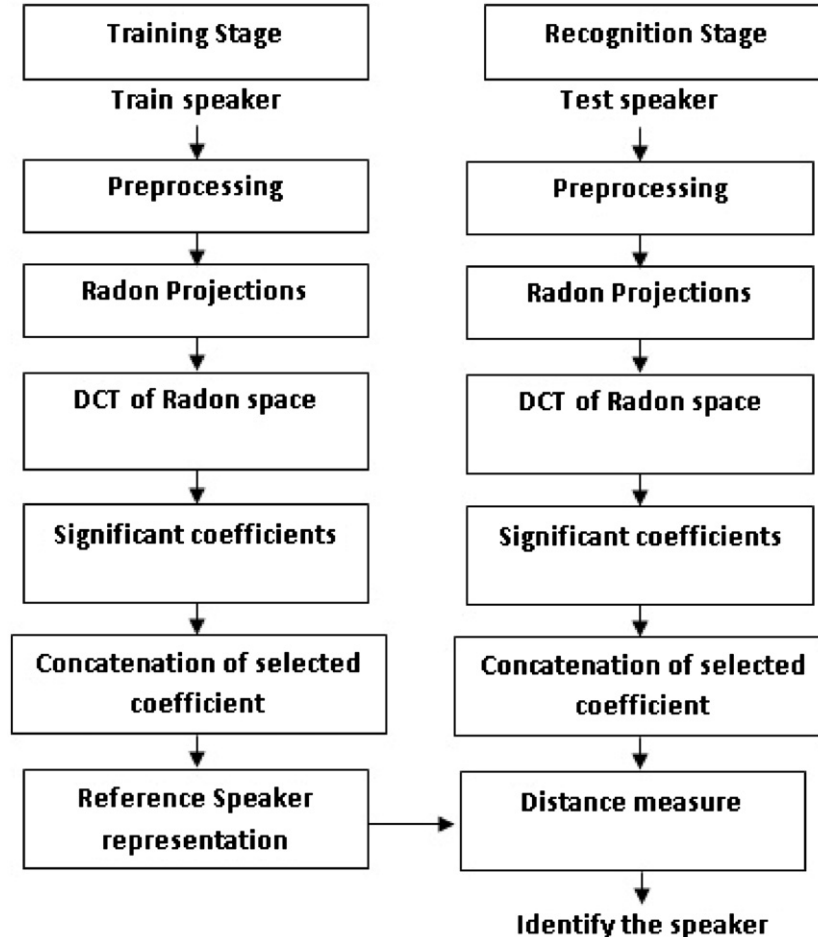 Training Stage
Train speaker
Preprocessing
Radon Projections
DCT of Radon space
Significant coefficients
Concatenation of selected
coefficient
Reference Speaker
representation
Recognition Stage
Test speaker
Preprocessing
Radon Projections
DCT of Radon space
Significant coefficients
Concatenation of selected
coefficient
Distance measure
Identify the speaker